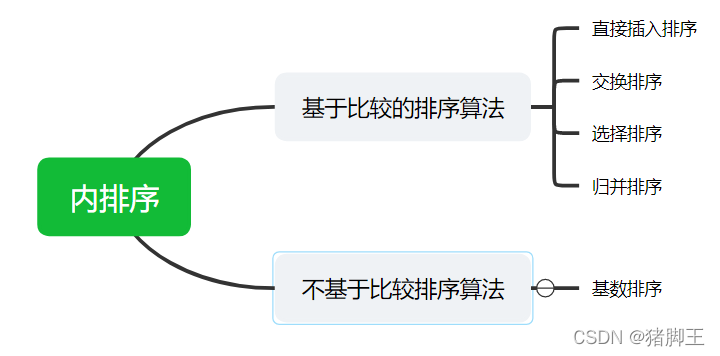 内排序
基于比较的排序算法
直接插入排序
交换排序
选择排序
归并排序
不基于比较排序算法
基数排序
CSDN @猪脚王